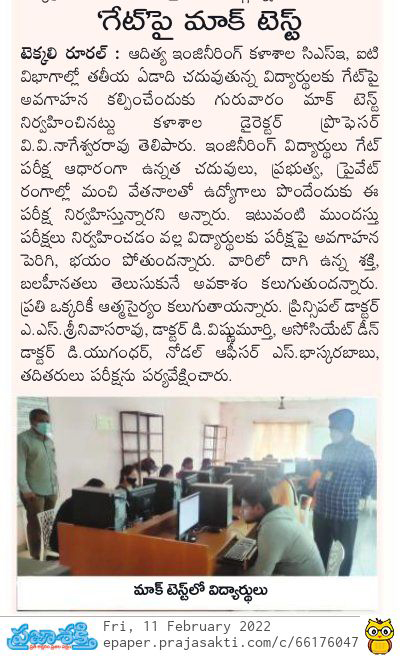 'గేట్'పై మాక్ టెస్ట్
టెక్కలి రూరల్ : ఆదిత్య ఇంజినీరింగ్ కళాశాల సిఎస్ఇ, ఐటి
విభాగాల్లో తతీయ ఏడాది చదువుతున్న విద్యార్థులకు గేట్‌పై
అవగాహన కల్పించేందుకు గురువారం మాక్ టెస్ట్
నిర్వహించినట్టు కళాశాల డైరెక్టర్ ప్రొఫెసర్
వి.వి.నాగేశ్వరరావు తెలిపారు. ఇంజినీరింగ్ విద్యార్థులు గేట్
పరీక్ష ఆధారంగా ఉన్నత చదువులు, ప్రభుత్వ, ప్రైవేట్
రంగాల్లో మంచి వేతనాలతో ఉద్యోగాలు పొందేందుకు ఈ
పరీక్ష నిర్వహిస్తున్నారని అన్నారు. ఇటువంటి ముందస్తు
పరీక్షలు నిర్వహించడం వల్ల విద్యార్థులకు పరీక్షపై అవగాహన
పెరిగి, భయం పోతుందన్నారు. వారిలో దాగి ఉన్న శక్తి,
బలహీనతలు తెలుసుకునే అవకాశం కలుగుతుందన్నారు.
ప్రతి ఒక్కరికీ ఆత్మసైర్యం కలుగుతాయన్నారు. ప్రిన్సిపల్ డాక్టర్
ఎ.ఎస్.శ్రీనివాసరావు, డాక్టర్ డి.విష్ణుమూర్తి, అసోసియేట్ డీన్
డాక్టర్ డి.యుగంధర్, నోడల్ ఆఫీసర్ ఎస్.భాస్కరబాబు,
తదితరులు పరీక్షను పర్యవేక్షించారు.
మాక్ టెస్ట్‌లో విద్యార్థులు
ప్రజాశక్తి
Fri, 11 February 2022
epaper.prajasakti.com/c/66176047